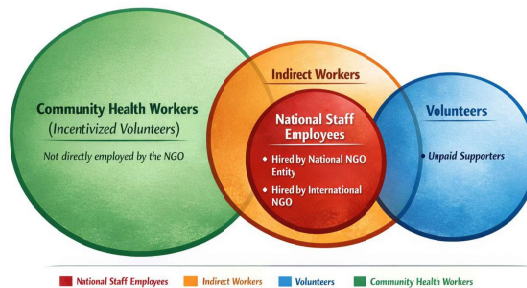 Indirect Workers
Community Health Workers
(Incentivized Volunteers)
Not directly employed by the NGO
National Staff
Employees
• Hired by National NGO
Entity
• Hired by International
NGO
Volunteers
• Unpaid Supporters
National Staff Employees
Indirect Workers
Volunteers
Community Health Workers